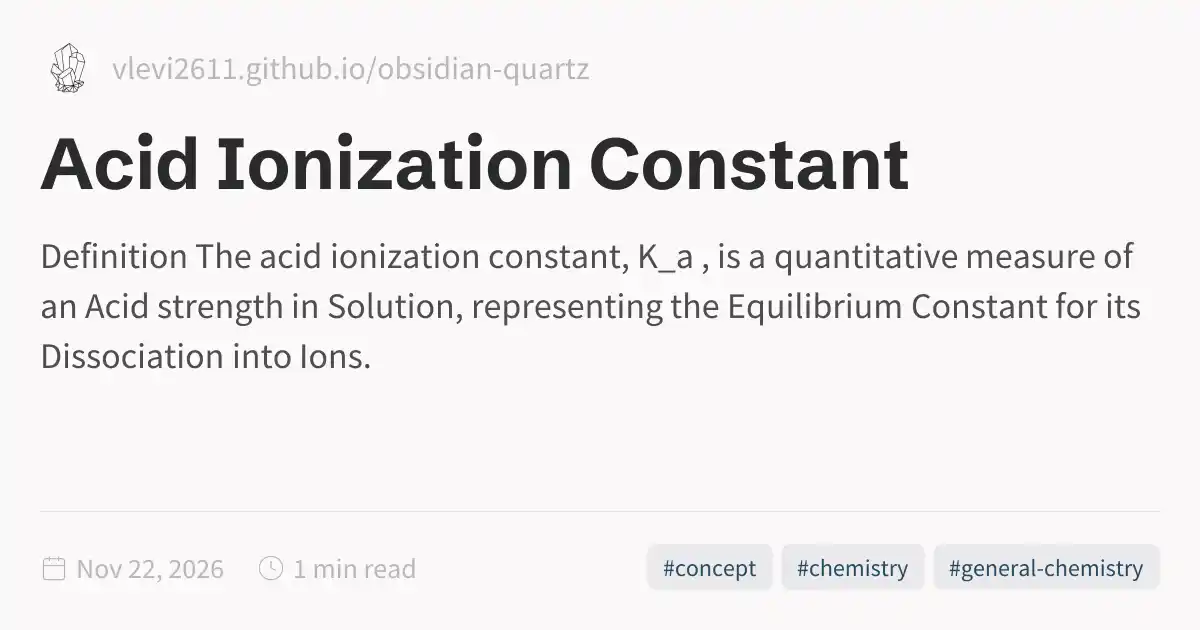 vlevi2611.github.io/obsidian-quartz
Acid Ionization Constant
Definition The acid ionization constant, K_a , is a quantitative measure of
an Acid strength in Solution, representing the Equilibrium Constant for its
Dissociation into Ions.
Nov 22, 2026 1 min read #concept #chemistry #general-chemistry